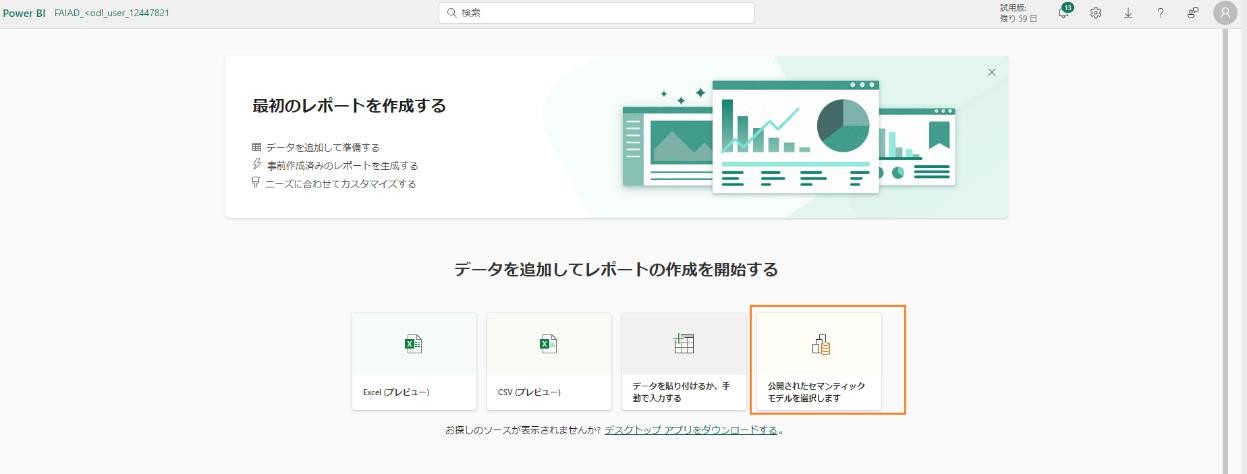 Power BI FAIAD_<odl_user_12447821
検索
試用版:
残り 59 日
13
最初のレポートを作成する
データを追加して準備する
事前作成済みのレポートを生成する
ニーズに合わせてカスタマイズする
データを追加してレポートの作成を開始する
Excel (プレビュー)
CSV (プレビュー)
データを貼り付けるか、手
動で入力する
公開されたセマンティック
モデルを選択します
お探しのソースが表示されませんか? デスクトップ アプリをダウンロードする。